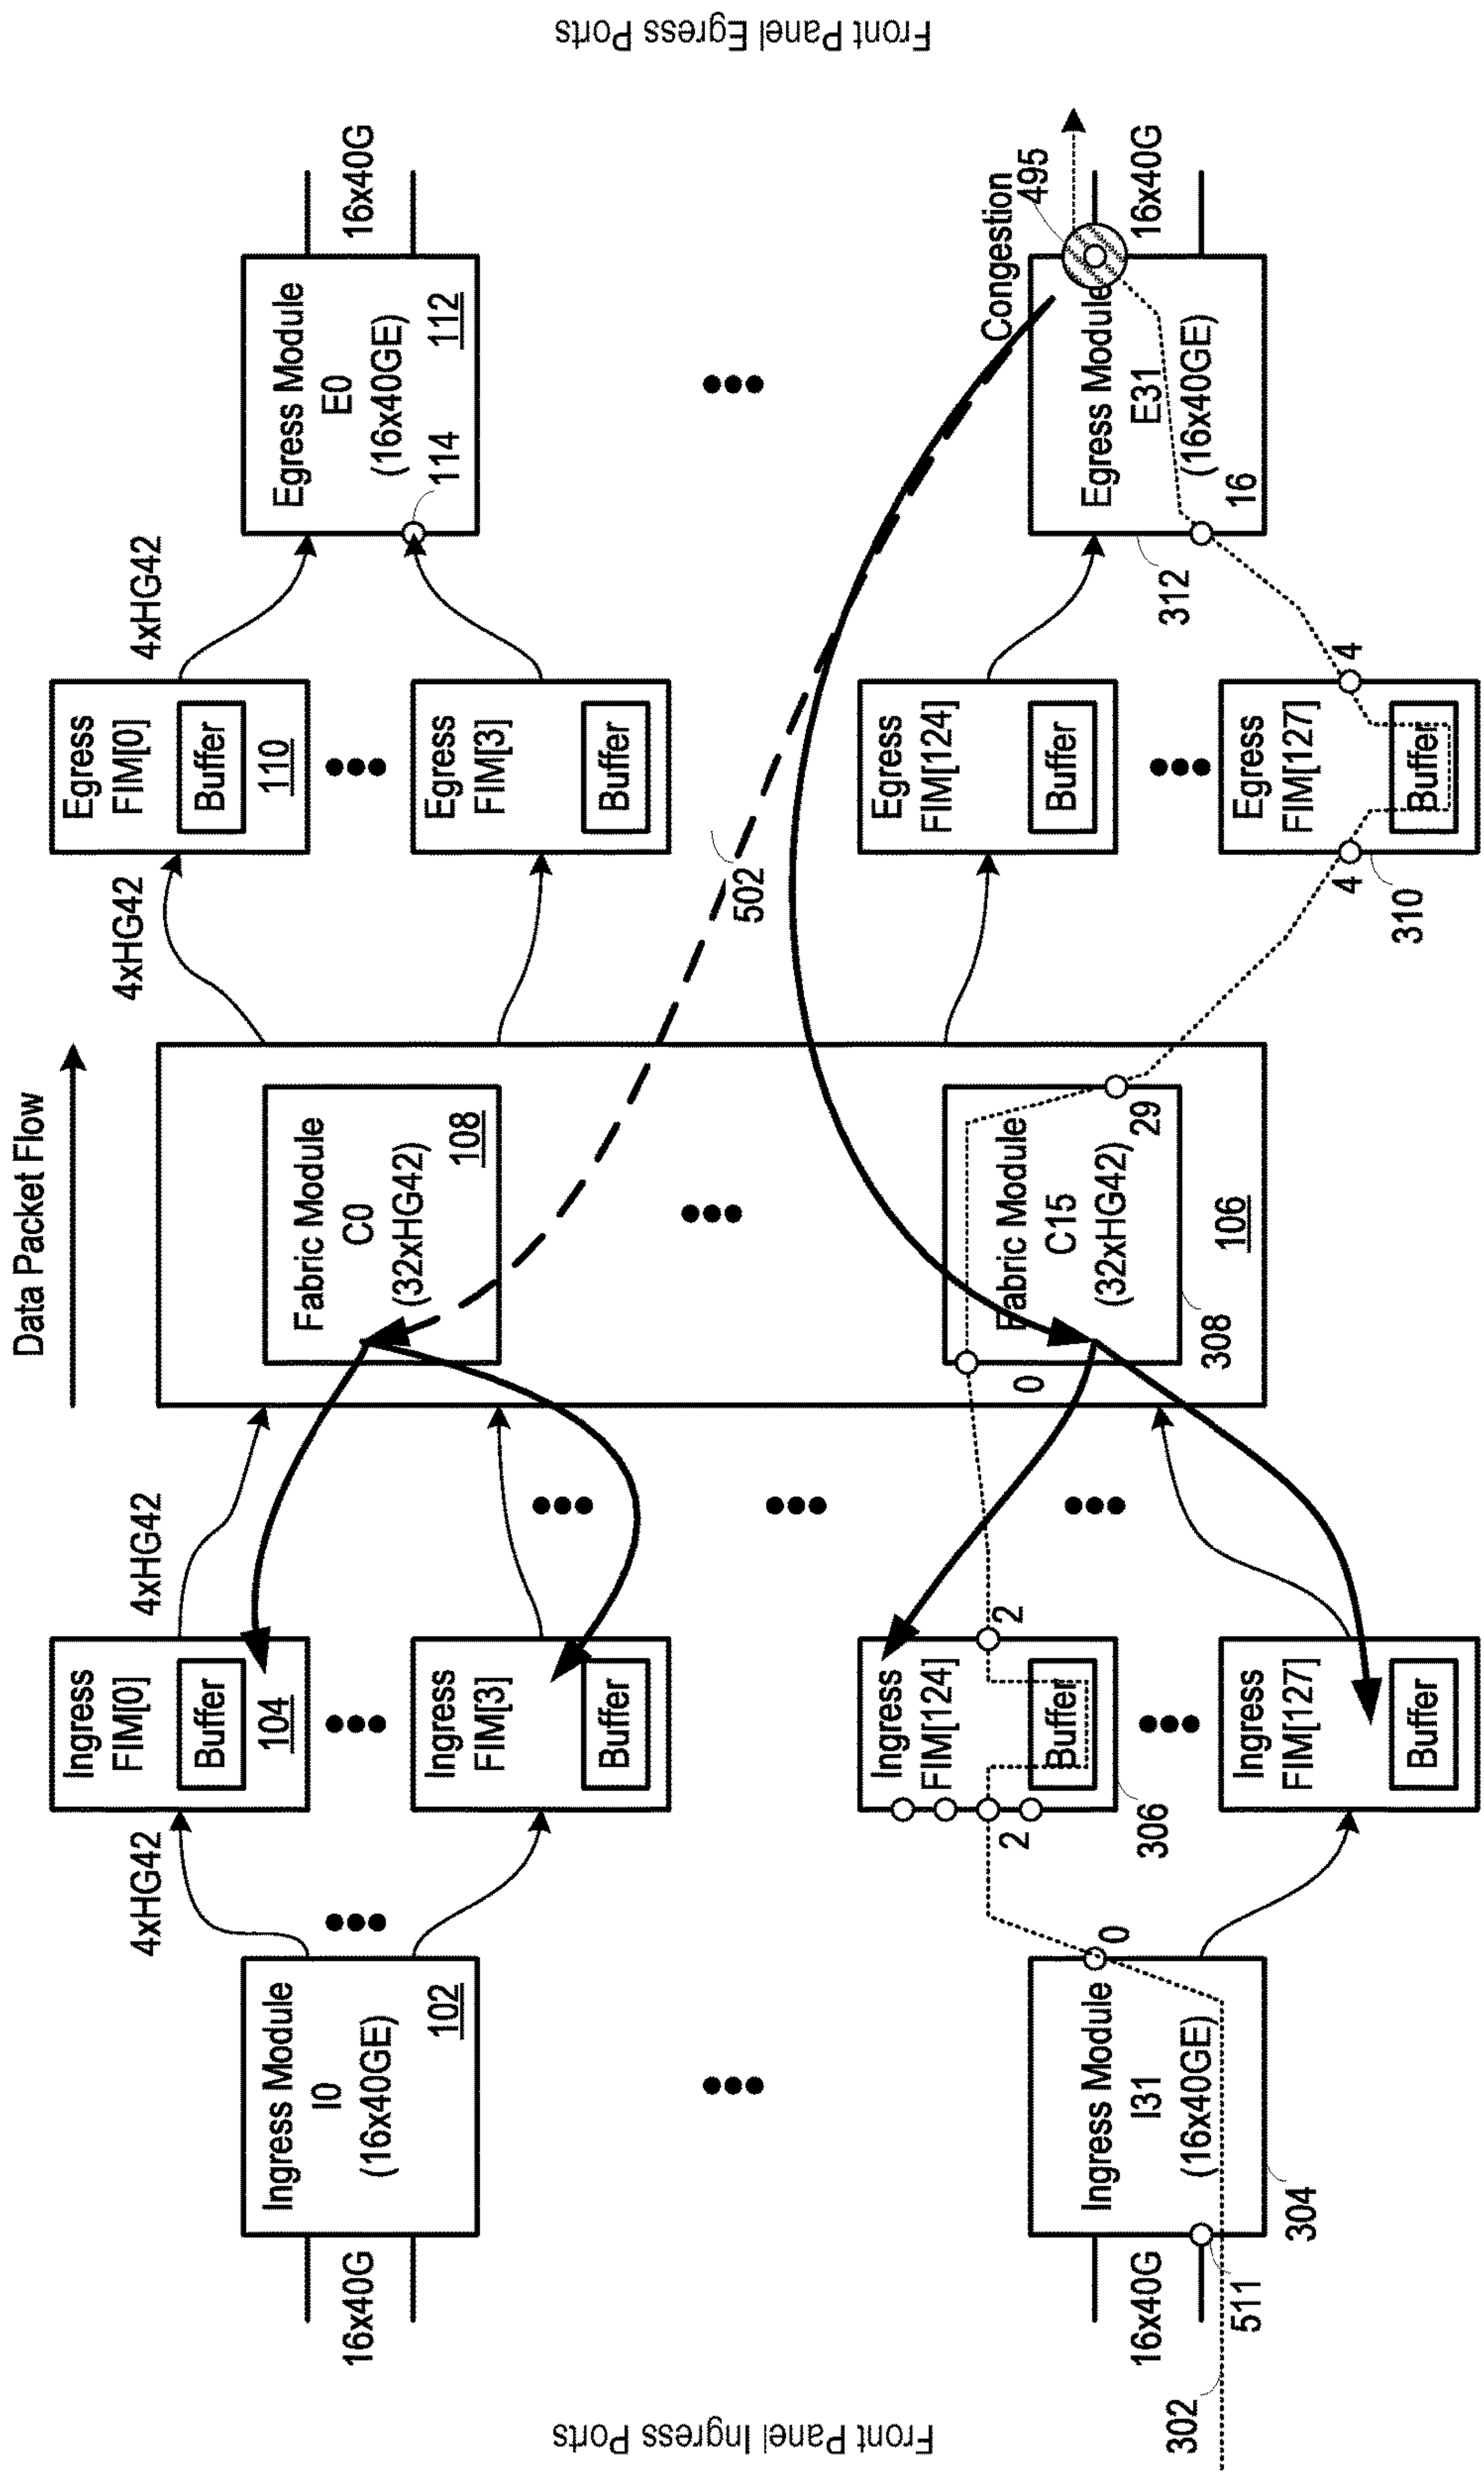 Data Packet Flow
Front Panel Ingress Ports
16x40G
Ingress Module
I0
(16x40GE)
102
4xHG42
Ingress
FIM[0]
Buffer
104
Ingress
FIM[3]
Buffer
4xHG42
Fabric Module
C0
(32xHG42)
108
4xHG42
Egress
FIM[0]
Buffer
110
Egress
FIM[3]
Buffer
4xHG42
Egress Module
E0
(16x40GE)
112
114
16x40G
Front Panel Egress Ports
502
302
16x40G
511
Ingress Module
I31
(16x40GE)
304
0
2
Ingress
FIM[124]
Buffer
306
2
Ingress
FIM[127]
Buffer
0
Fabric Module
C15
(32xHG42)
308
29
106
Egress
FIM[124]
Buffer
4
Egress
FIM[127]
Buffer
310
4
312
16
Egress Module
E31
(16x40GE)
Congestion
495
16x40G